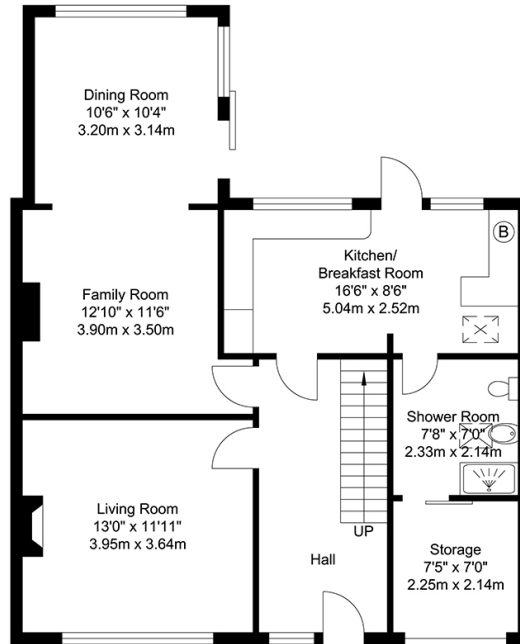 Dining Room
10'6" x 10'4"
3.20m x 3.14m
B
Kitchen/
Breakfast Room
16'6" x 8'6"
5.04m x 2.52m
Family Room
12'10" x 11'6"
3.90m x 3.50m
Shower Room
7'8" x 7'0"
2.33m x 2.14m
Living Room
13'0" x 11'11"
3.95m x 3.64m
UP
Hall
Storage
7'5" x 7'0"
2.25m x 2.14m